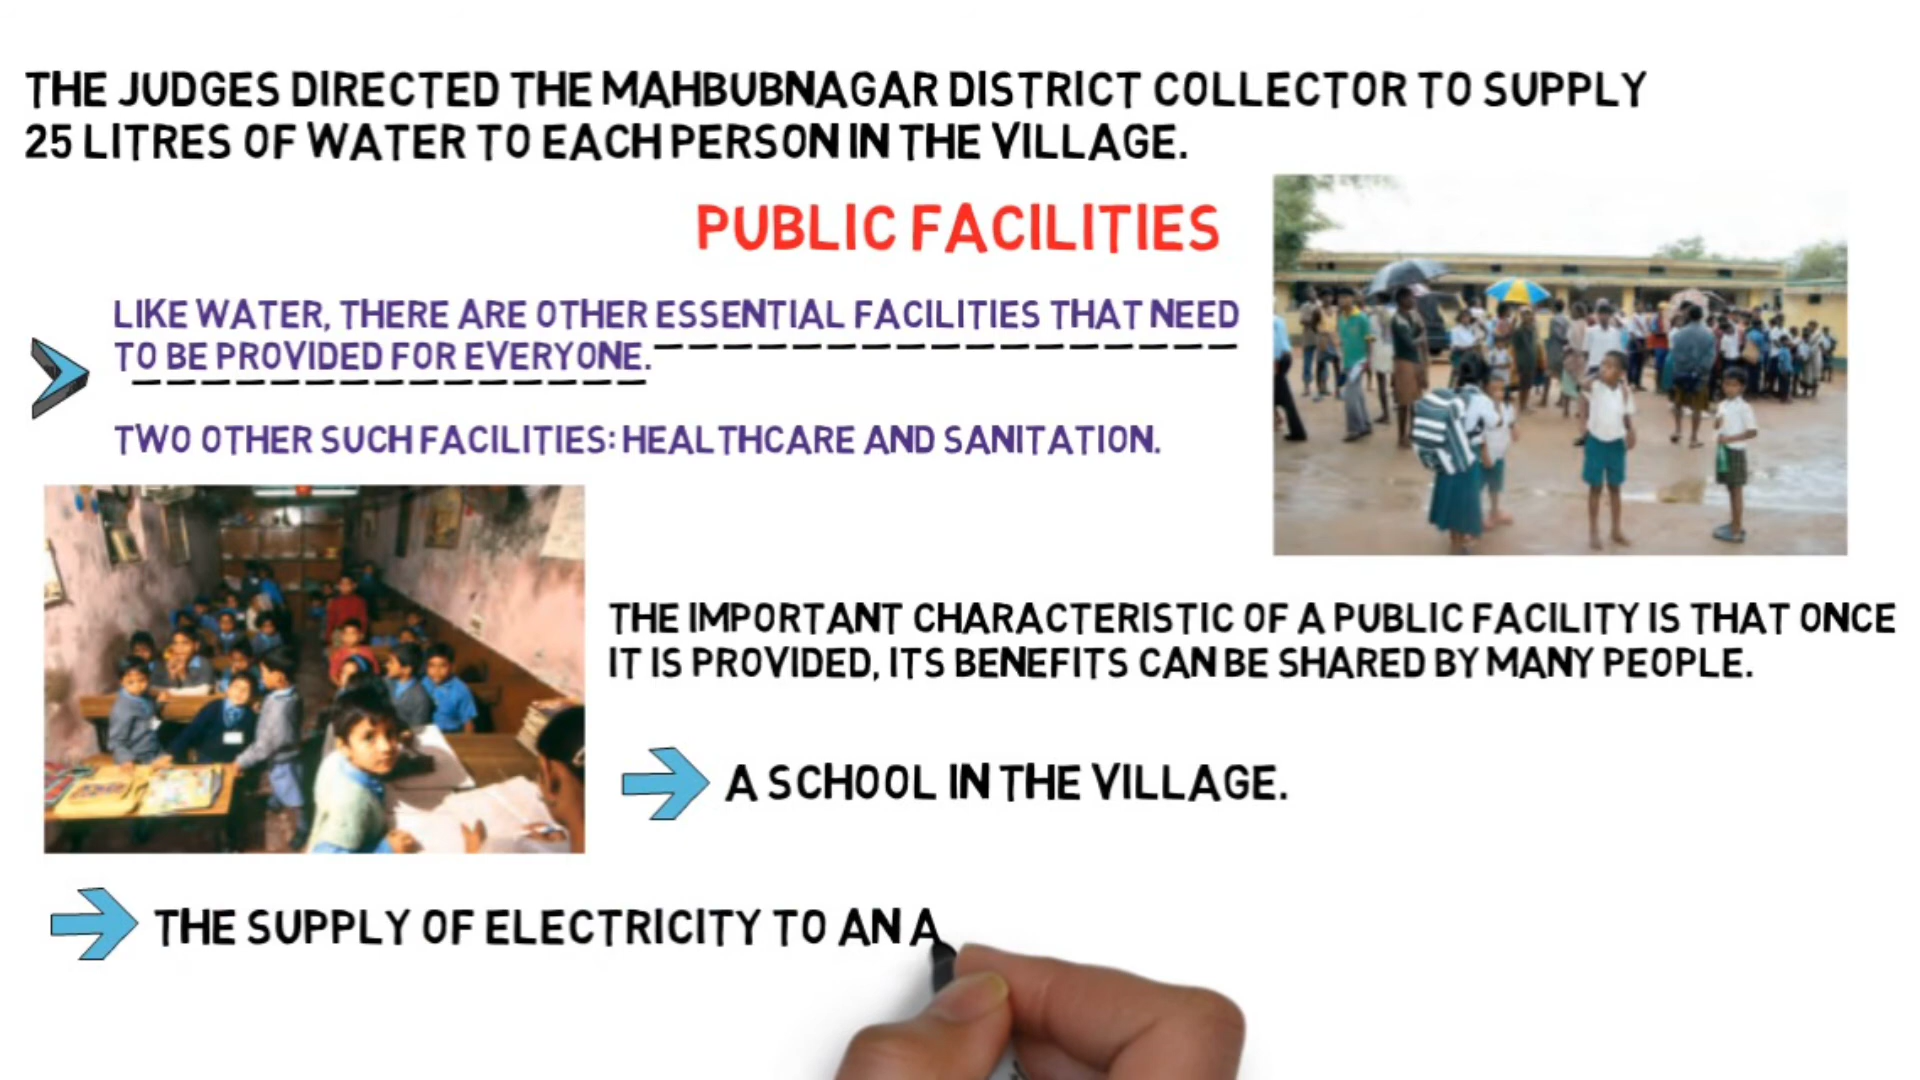 THE JUDGES DIRECTED THE MAHBUBNAGAR DISTRICT COLLECTOR TO SUPPLY
25 LITRES OF WATER TO EACH PERSON IN THE VILLAGE.
PUBLIC FACILITIES
LIKE WATER, THERE ARE OTHER ESSENTIAL FACILITIES THAT NEED
TO BE PROVIDED FOR EVERYONE.
TWO OTHER SUCH FACILITIES: HEALTHCARE AND SANITATION.
THE IMPORTANT CHARACTERISTIC OF A PUBLIC FACILITY IS THAT ONCE
IT IS PROVIDED, ITS BENEFITS CAN BE SHARED BY MANY PEOPLE.
A SCHOOL IN THE VILLAGE.
THE SUPPLY OF ELECTRICITY TO AN A